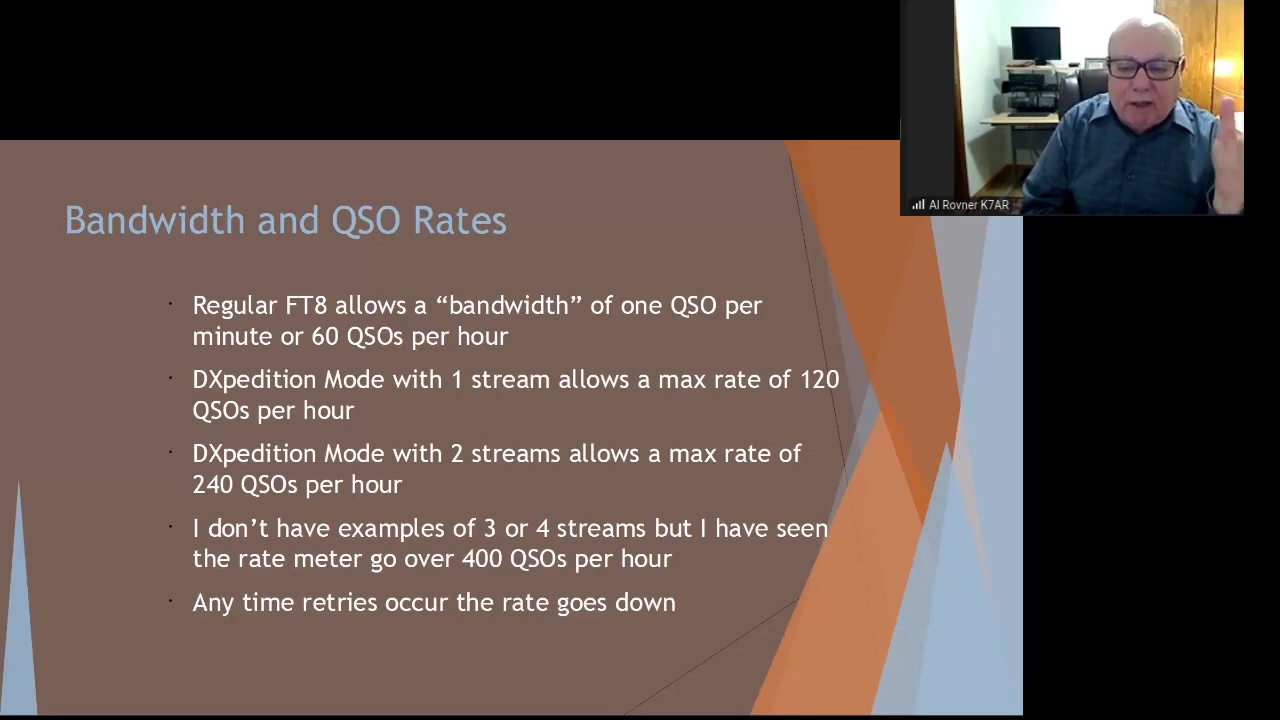 Al Rovner K7AR
Bandwidth and QSO Rates
Regular FT8 allows a “bandwidth” of one QSO per
minute or 60 QSOs per hour
DXpedition Mode with 1 stream allows a max rate of 120
QSOs per hour
DXpedition Mode with 2 streams allows a max rate of
240 QSOs per hour
I don’t have examples of 3 or 4 streams but I have seen
the rate meter go over 400 QSOs per hour
Any time retries occur the rate goes down